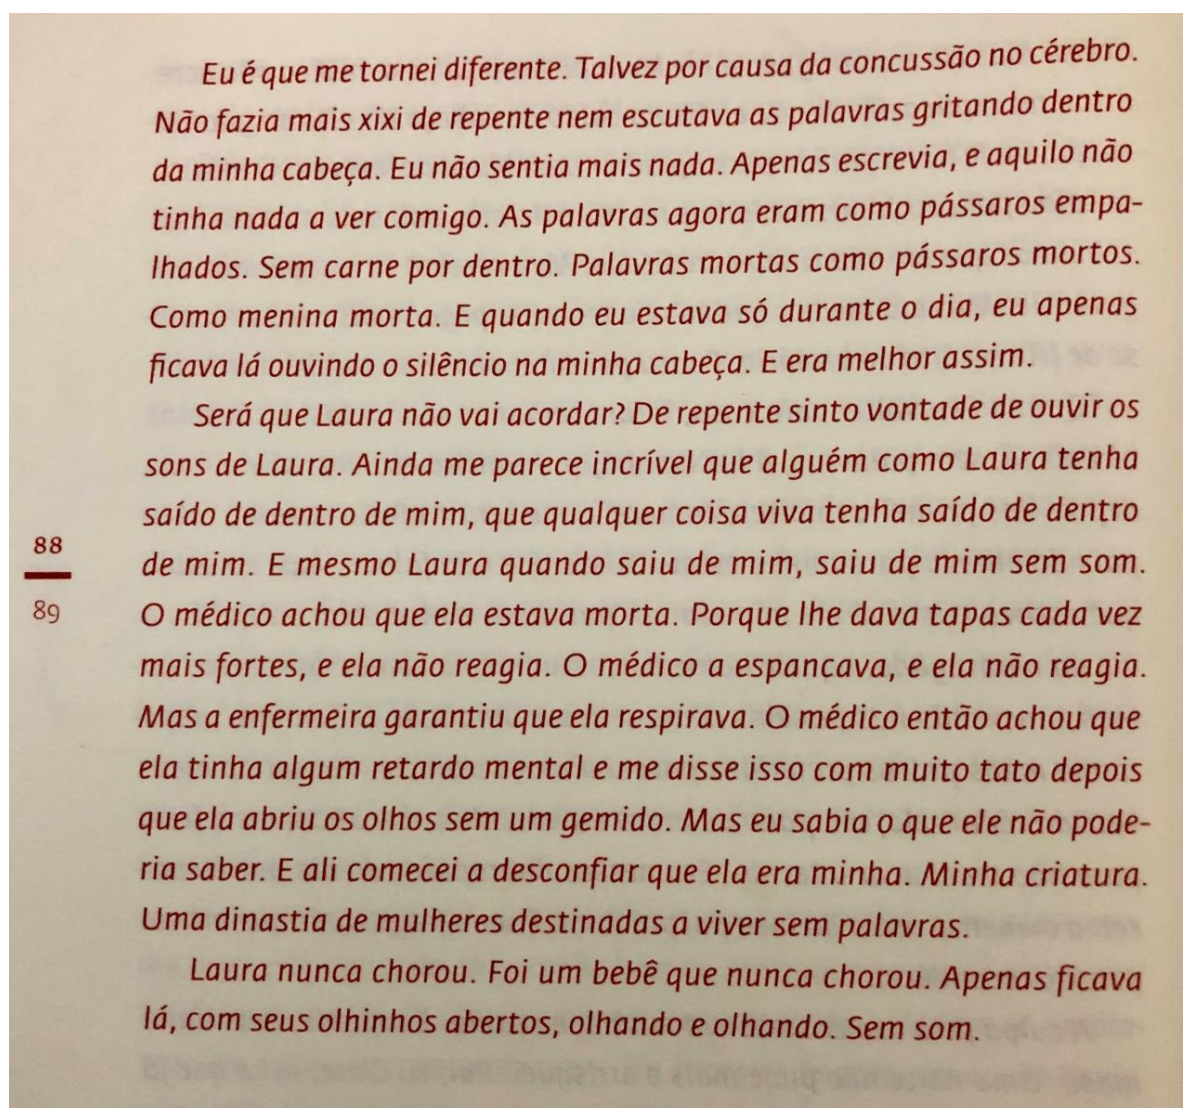 Eu é que me tornei diferente. Talvez por causa da concussão no cérebro.
Não fazia mais xixi de repente nem escutava as palavras gritando dentro
da minha cabeça. Eu não sentia mais nada. Apenas escrevia, e aquilo não
tinha nada a ver comigo. As palavras agora eram como pássaros empa-
lhados. Sem carne por dentro. Palavras mortas como pássaros mortos.
Como menina morta. E quando eu estava só durante o dia, eu apenas
ficava lá ouvindo o silêncio na minha cabeça. E era melhor assim.
Será que Laura não vai acordar? De repente sinto vontade de ouvir os
sons de Laura. Ainda me parece incrível que alguém como Laura tenha
saído de dentro de mim, que qualquer coisa viva tenha saído de dentro
de mim. E mesmo Laura quando saiu de mim, saiu de mim sem som.
O médico achou que ela estava morta. Porque lhe dava tapas cada vez
mais fortes, e ela não reagia. O médico a espancava, e ela não reagia.
Mas a enfermeira garantiu que ela respirava. O médico então achou que
ela tinha algum retardo mental e me disse isso com muito tato depois
que ela abriu os olhos sem um gemido. Mas eu sabia o que ele não pode-
ria saber. E ali comecei a desconfiar que ela era minha. Minha criatura.
Uma dinastia de mulheres destinadas a viver sem palavras.
Laura nunca chorou. Foi um bebê que nunca chorou. Apenas ficava
lá, com seus olhinhos abertos, olhando e olhando. Sem som.
88
89